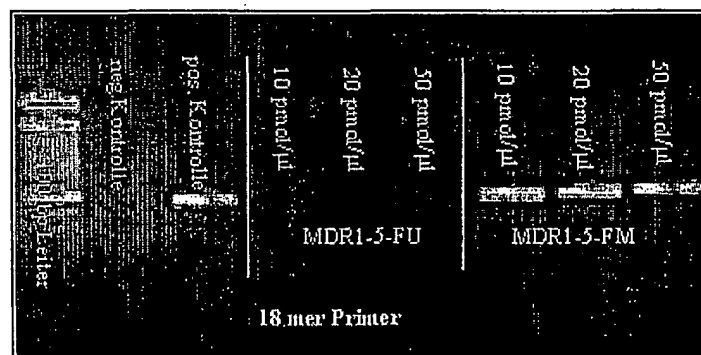 Leiter
neg.Kontrolle
pos. Kontrolle
10 pmol/µl
20 pmol/µl
50 pmol/µl
10 pmol/µl
20 pmol/µl
50 pmol/µl
MDR1-5-FU
MDR1-5-FM
18.mer Primer